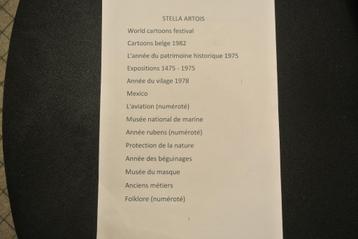 STELLA ARTOIS
World cartoons festival
Cartoons belge 1982
L'année du patrimoine historique 1975
Expositions 1475 - 1975
Année du vilage 1978
Mexico
L'aviation (numéroté)
Musée national de marine
Année rubens (numéroté)
Protection de la nature
Année des béguinages
Musée du masque
Anciens métiers
Folklore (numéroté)